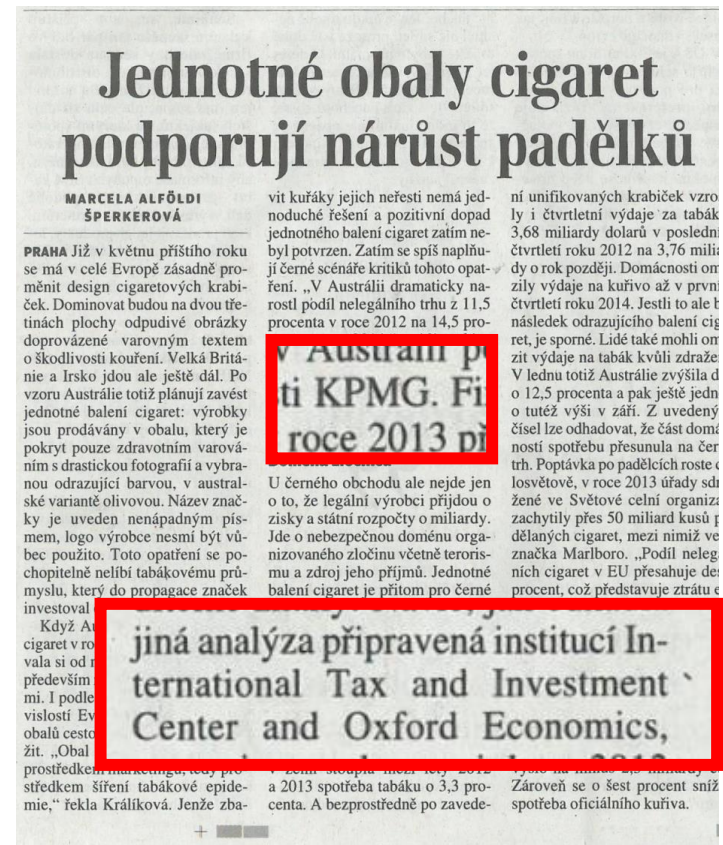 Jednotné obaly cigaret
podporují nárůst padělků
MARCELA ALFÖLDI
ŠPERKEROVÁ
PRAHA Již v květnu příštího roku
se má v celé Evropě zásadně pro-
měnit design cigaretových krabi-
ček. Dominovat budou na dvou tře-
tinách plochy odpudivé obrázky
doprovázené varovným textem
o škodlivosti kouření. Velká Britá-
nie a Irsko jdou ale ještě dál. Po
vzoru Austrálie totiž plánují zavést
jednotné balení cigaret: výrobky
jsou prodávány v obalu, který je
pokryt pouze zdravotním varová-
ním s drastickou fotografií a vybra-
nou odrazující barvou, v austral-
ské variantě olivovou. Název znač-
ky je uveden nenápadným pís-
mem, logo výrobce nesmí být vů-
bec použito. Toto opatření se po-
chopitelně nelíbí tabákovému prů-
myslu, který do propagace značek
investoval
Když
cigaret v
vala si od
především
mi. I podle
vislostí
obalů
žit. „Obal
prostředkem marketingu, tedy pro-
středkem šíření tabákové epide-
mie,“ řekla Králíková. Jenže zba-
vit kuřáky jejich neřesti nemá jed-
noduché řešení a pozitivní dopad
jednotného balení cigaret zatím ne-
byl potvrzen. Zatím se spíš naplňu-
jí černé scénáře kritiků tohoto opat-
ření. „V Austrálii dramaticky na-
rostl podíl nelegálního trhu z 11,5
procenta v roce 2012 na 14,5 pro-
v Austrálii
sti KPMG.
roce 2013
Doména zločinců
U černého obchodu ale nejde jen
o to, že legální výrobci přijdou o
zisky a státní rozpočty o miliardy.
Jde o nebezpečnou doménu orga-
nizovaného zločinu včetně teroris-
mu a zdroj jeho příjmů. Jednotné
balení cigaret je přitom pro černé
jiná analýza připravená institucí In-
ternational Tax and Investment
Center and Oxford Economics,
v zemi stoupla mezi lety 2012
a 2013 spotřeba tabáku o 3,3 pro-
centa. A bezprostředně po zavede-
ní unifikovaných krabiček vzro
ly i čtvrtletní výdaje za tabák
3,68 miliardy dolarů v poslední
čtvrtletí roku 2012 na 3,76 milia
dy o rok později. Domácnosti om
zily výdaje na kuřivo až v první
čtvrtletí roku 2014. Jestli to ale b
následek odrazujícího balení cig
ret, je sporné. Lidé také mohli om
zit výdaje na tabák kvůli zdraže
V lednu totiž Austrálie zvýšila d
o 12,5 procenta a pak ještě jedn
o tutéž výši v září. Z uvedený
čísel lze odhadovat, že část domá
ností spotřebu přesunula na čer
trh. Poptávka po padělcích roste c
losvětově, v roce 2013 úřady sdr
žené ve Světové celní organiza
zachytily přes 50 miliard kusů p
dělaných cigaret, mezi nimiž ve
značka Marlboro. „Podíl neleg
ních cigaret v EU přesahuje des
procent, což představuje ztrátu e
Zároveň se o šest procent sníž
spotřeba oficiálního kuřiva.